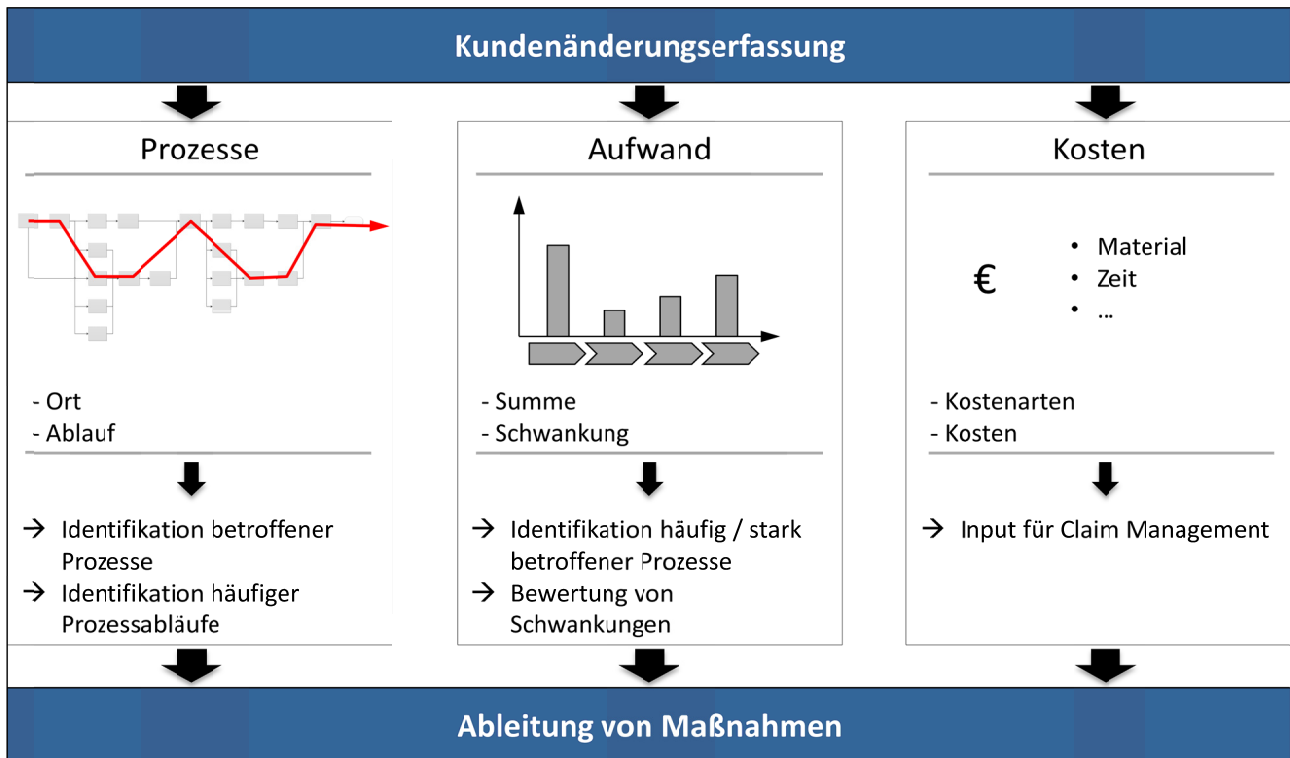 Kundenänderungserfassung
Prozesse
- Ort
- Ablauf
→ Identifikation betroffener
Prozesse
→ Identifikation häufiger
Prozessabläufe
Aufwand
- Summe
- Schwankung
→ Identifikation häufig / stark
betroffener Prozesse
→ Bewertung von
Schwankungen
Kosten
€
• Material
• Zeit
• ...
- Kostenarten
- Kosten
→ Input für Claim Management
Ableitung von Maßnahmen